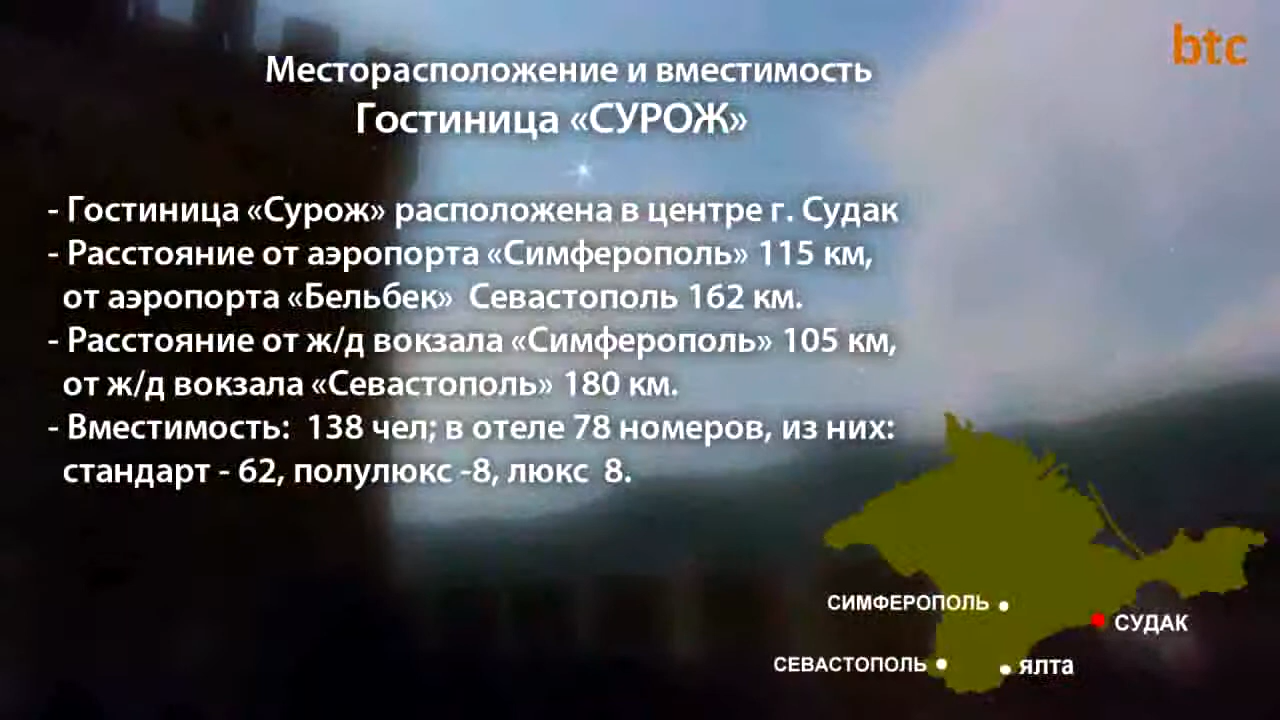 btc
Месторасположение и вместимость
Гостиница «СУРОЖ»
- Гостиница «Сурож» расположена в центре г. Судак
- Расстояние от аэропорта «Симферополь» 115 км,
от аэропорта «Бельбек» Севастополь 162 км.
- Расстояние от ж/д вокзала «Симферополь» 105 км,
от ж/д вокзала «Севастополь» 180 км.
- Вместимость: 138 чел; в отеле 78 номеров, из них:
стандарт - 62, полулюкс -8, люкс 8.
СИМФЕРОПОЛЬ
СУДАК
СЕВАСТОПОЛЬ
ЯЛТА